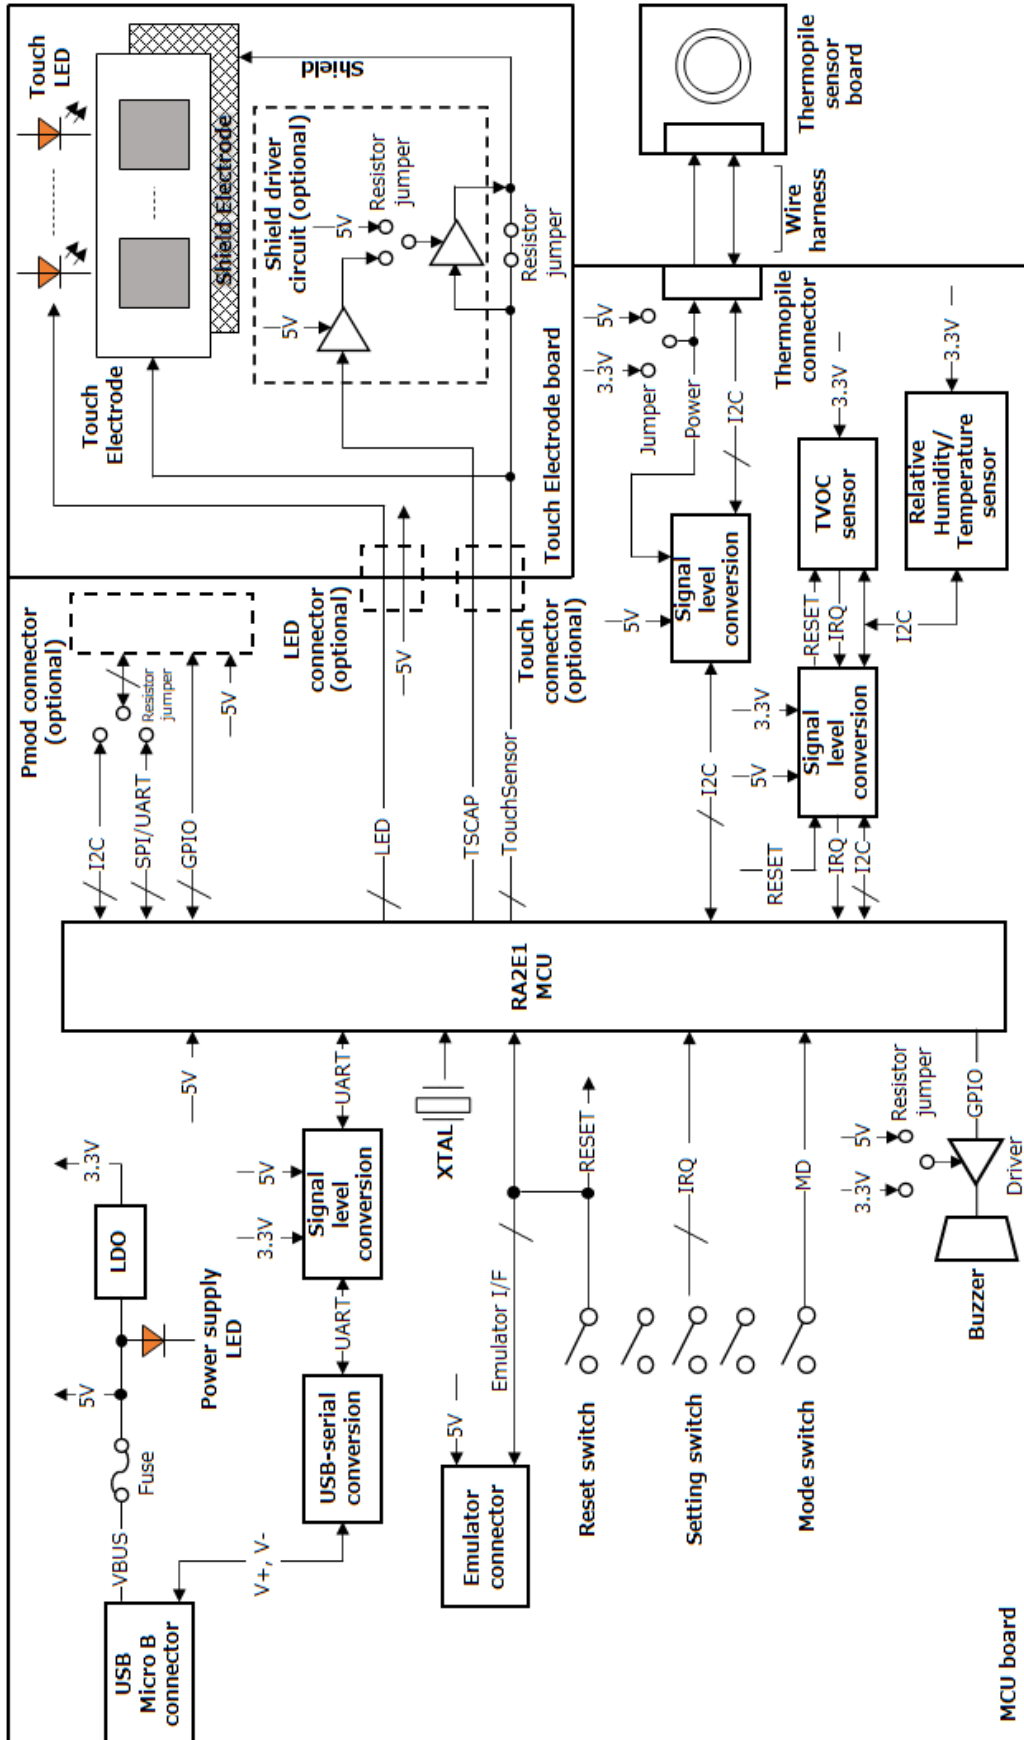 USB
Micro B
connector
VBUS
Fuse
5V
Power supply
LED
LDO
3.3V
V+, V-
USB-serial
conversion
UART
3.3V
5V
Signal
level
conversion
UART
5V
XTAL
Emulator
connector
5V
Emulator I/F
Reset switch
RESET
Setting switch
IRQ
Mode switch
MD
Buzzer
Driver
3.3V
5V
Resistor
jumper
GPIO
MCU board
RA2E1
MCU
Pmod connector
(optional)
I2C
SPI/UART
Resistor
jumper
GPIO
5V
LED
connector
(optional)
LED
5V
TSCAP
TouchSensor
Touch
connector
(optional)
Touch
LED
Touch
Electrode
Shield Electrode
Shield
Shield driver
circuit (optional)
5V
5V
Resistor
jumper
Resistor
jumper
Touch Electrode board
I2C
5V
Signal
level
conversion
I2C
Power
Jumper
3.3V
5V
Thermopile
connector
Wire
harness
Thermopile
sensor
board
RESET
IRQ
I2C
5V
3.3V
Signal
level
conversion
RESET
IRQ
I2C
TVOC
sensor
3.3V
Relative
Humidity/
Temperature
sensor
3.3V